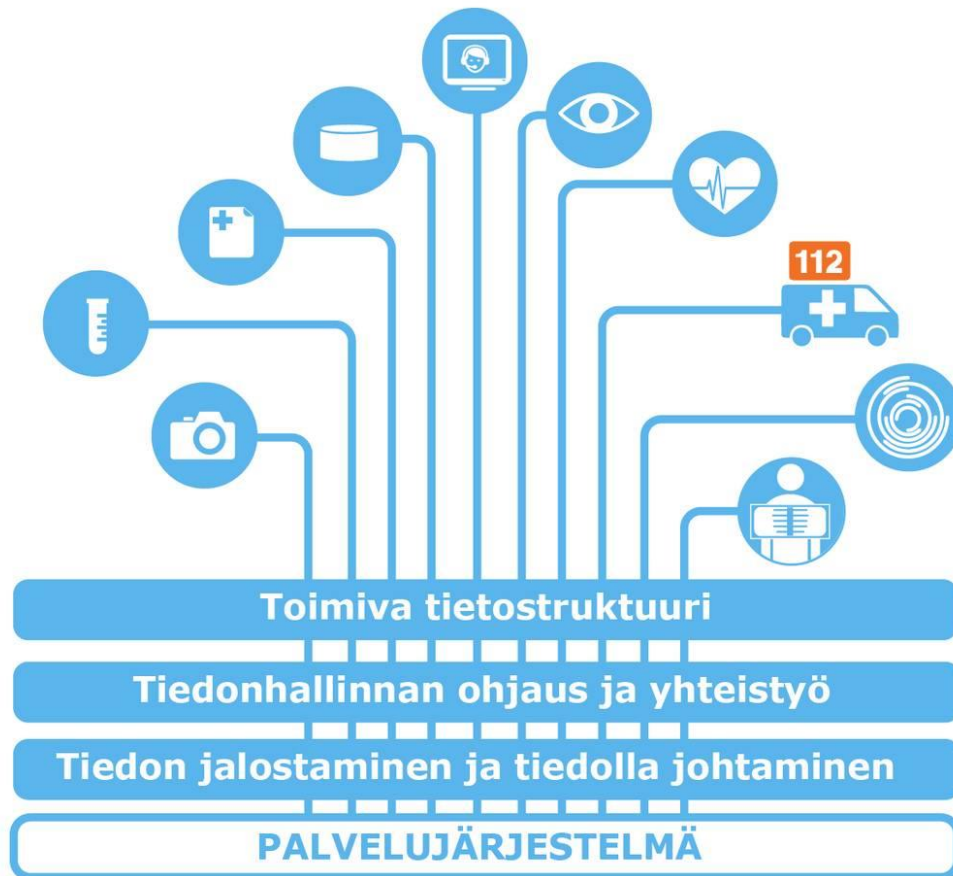 112
Toimiva tietostruktuuri
Tiedonhallinnan ohjaus ja yhteistyö
Tiedon jalostaminen ja tiedolla johtaminen
PALVELUJÄRJESTELMÄ